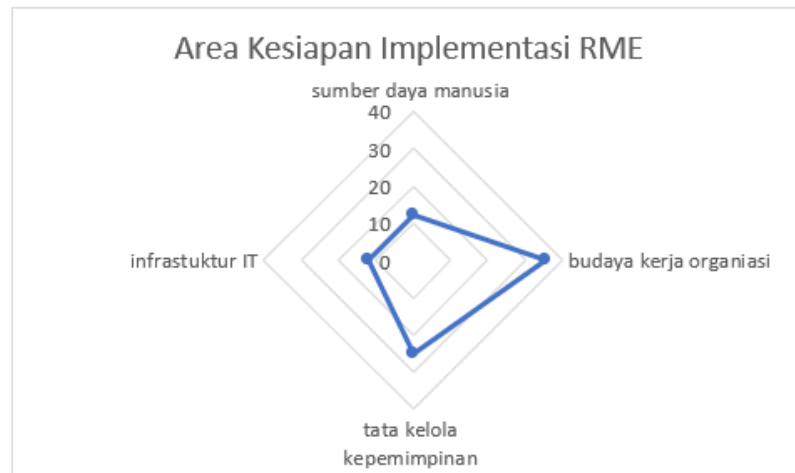 Area Kesiapan Implementasi RME
sumber daya manusia
40
30
20
10
0
infrastuktur IT
budaya kerja organiasi
tata kelola
kepemimpinan